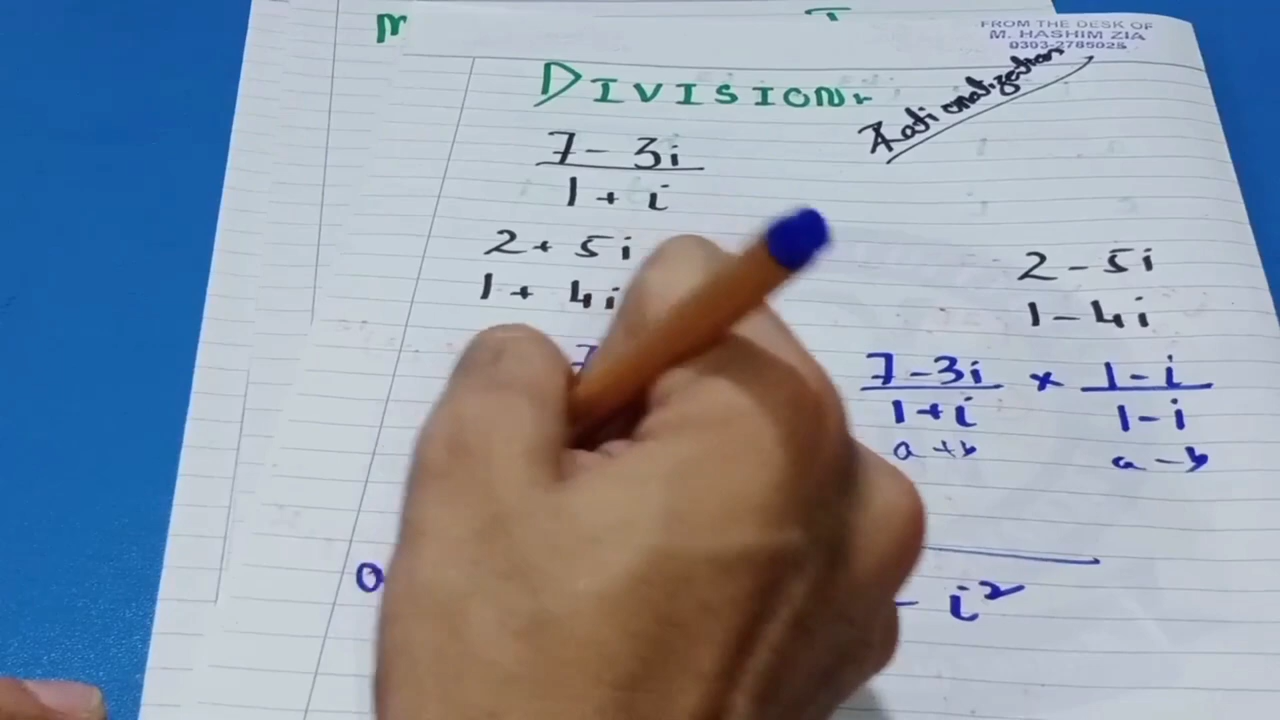 FROM THE DESK OF
M. HASHIM ZIA
0303-2785025
DIVISION:-
Rationalization
7 - 3i
1 + i
2 + 5i
1 + 4i
2 - 5i
1 - 4i
7 - 3i × 1 - i
1 + i 1 - i
a + b a - b
- i²